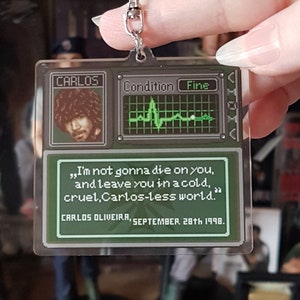 CARLOS
Condition Fine
„I'm not gonna die on you,
and leave you in a cold,
cruel,Carlos-less world.“
CARLOS OLIVEIRA, SEPTEMBER 28th 1998.